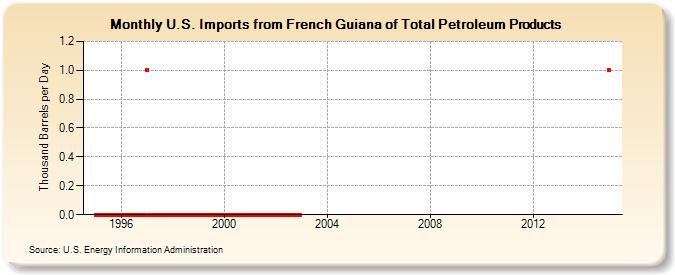 Monthly U.S. Imports from French Guiana of Total Petroleum Products
Thousand Barrels per Day
1.2
1.0
0.8
0.6
0.4
0.2
0.0
1996 2000 2004 2008 2012
Source: U.S. Energy Information Administration